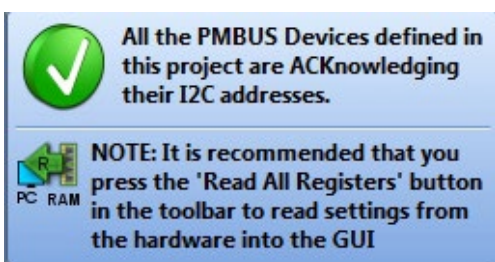 All the PMBUS Devices defined in
this project are ACKnowledging
their I2C addresses.
R
PC RAM
NOTE: It is recommended that you
press the 'Read All Registers' button
in the toolbar to read settings from
the hardware into the GUI